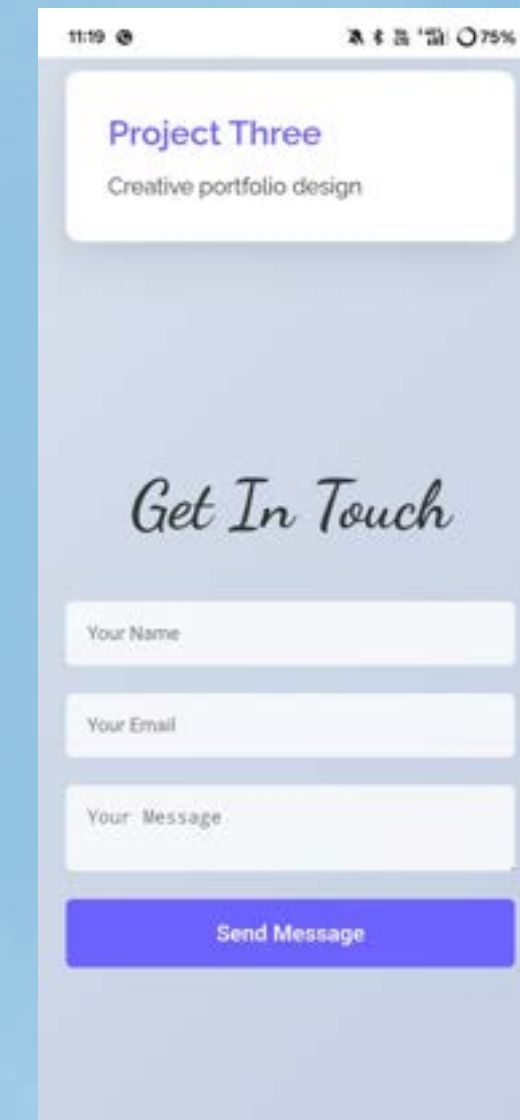 11:19
75%
Project Three
Creative portfolio design
Get In Touch
Your Name
Your Email
Your Message
Send Message